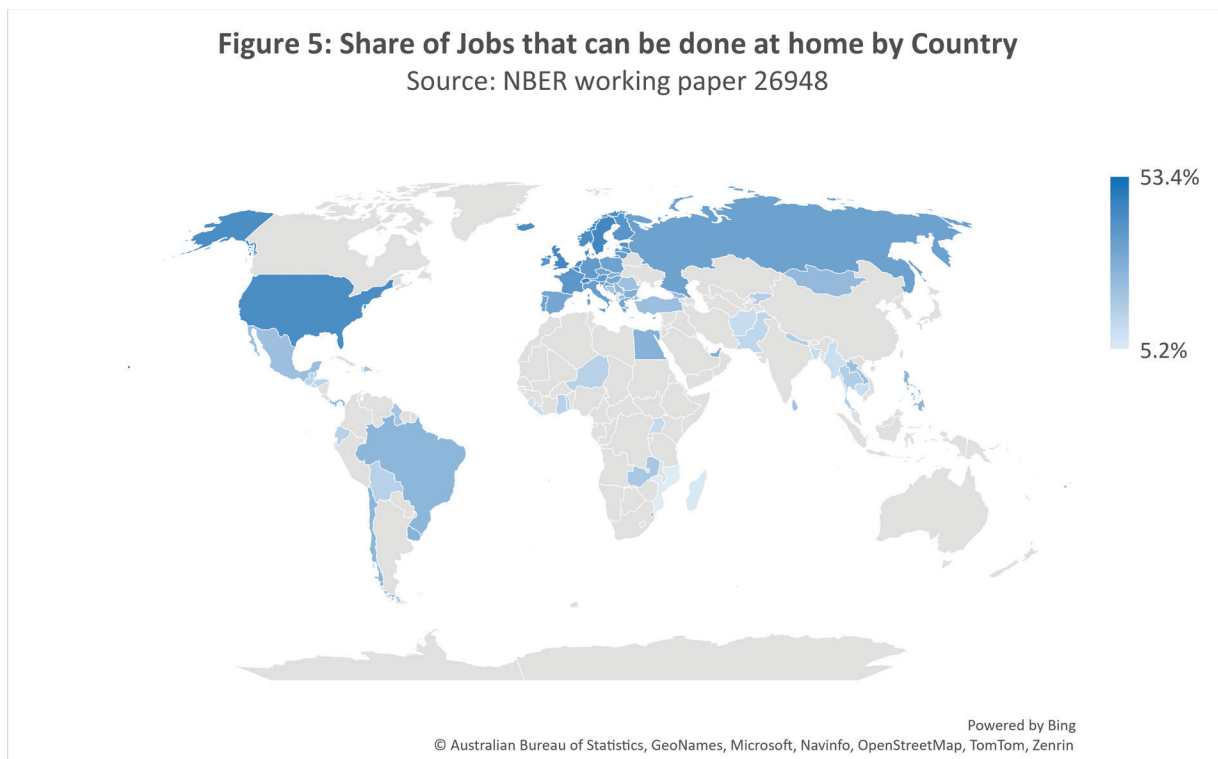 Figure 5: Share of Jobs that can be done at home by Country
Source: NBER working paper 26948
53.4%
5.2%
Powered by Bing
© Australian Bureau of Statistics, GeoNames, Microsoft, Navinfo, OpenStreetMap, TomTom, Zenrin